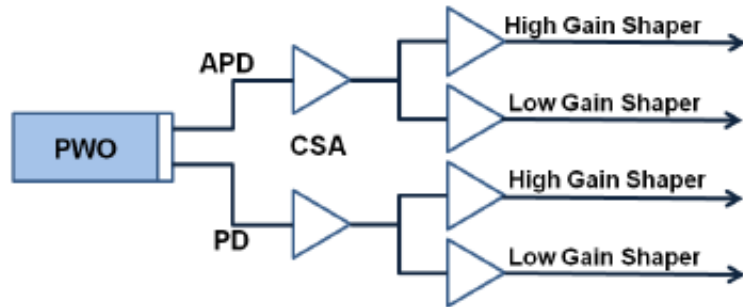 High Gain Shaper
APD
Low Gain Shaper
PWO
CSA
High Gain Shaper
PD
Low Gain Shaper